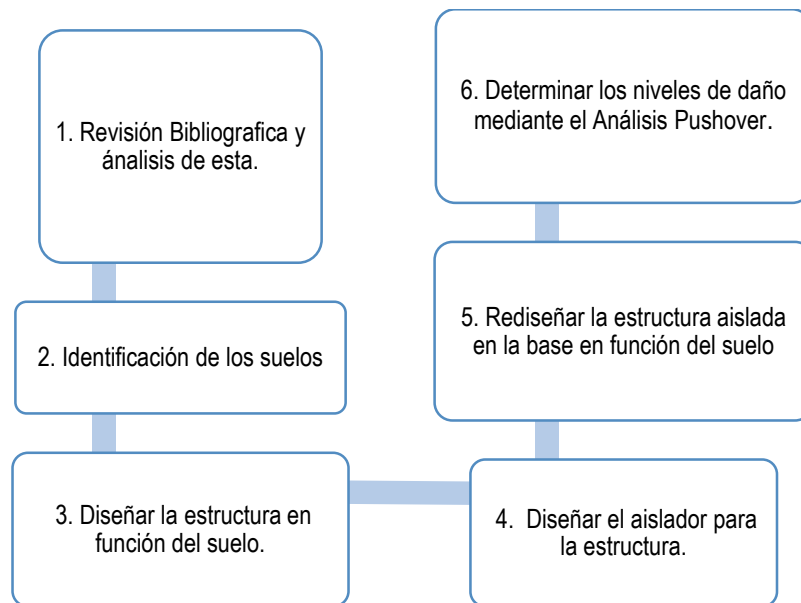 1. Revisión Bibliografica y
ánalisis de esta.
2. Identificación de los suelos
3. Diseñar la estructura en
función del suelo.
4. Diseñar el aislador para
la estructura.
5. Rediseñar la estructura aislada
en la base en función del suelo
6. Determinar los niveles de daño
mediante el Análisis Pushover.